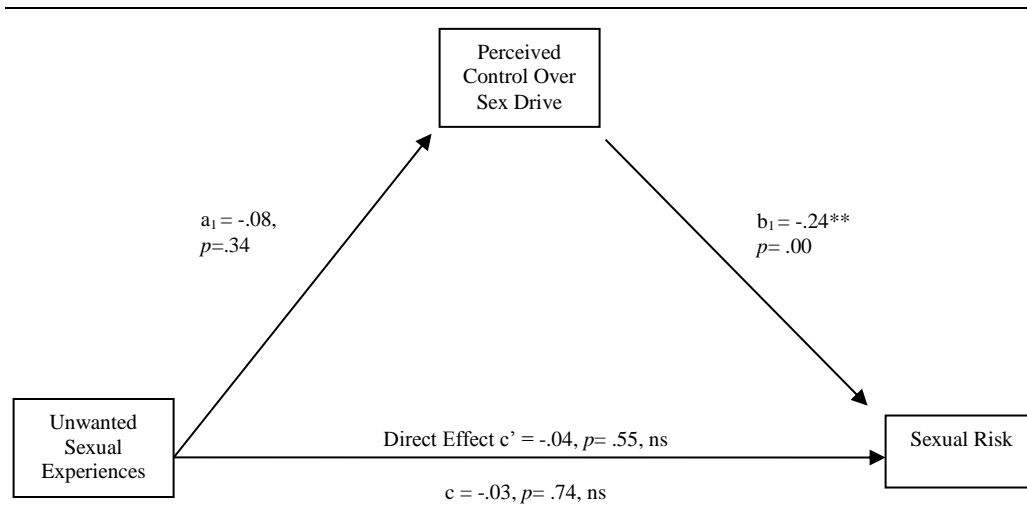 Perceived
Control Over
Sex Drive
a₁ = -.08,
p=.34
b₁ = -.24**
p= .00
Unwanted
Sexual
Experiences
Direct Effect c’ = -.04, p= .55, ns
Sexual Risk
c = -.03, p= .74, ns